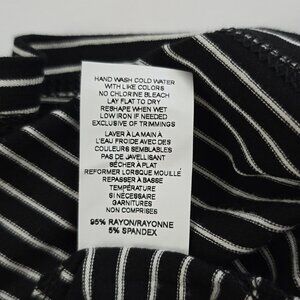 HAND WASH COLD WATER
WITH LIKE COLORS
NO CHLORINE BLEACH
LAY FLAT TO DRY
RESHAPE WHEN WET
LOW IRON IF NEEDED
EXCLUSIVE OF TRIMMINGS
LAVER À LA MAIN À
L'EAU FROIDE AVEC DES
COULEURS SEMBLABLES
PAS DE JAVELLISANT
SÉCHER À PLAT
REFORMER LORSQUE MOUILLÉ
REPASSER À BASSE
TEMPÉRATURE
SI NÉCESSAIRE
GARNITURES
NON COMPRISES
95% RAYON/RAYONNE
5% SPANDEX